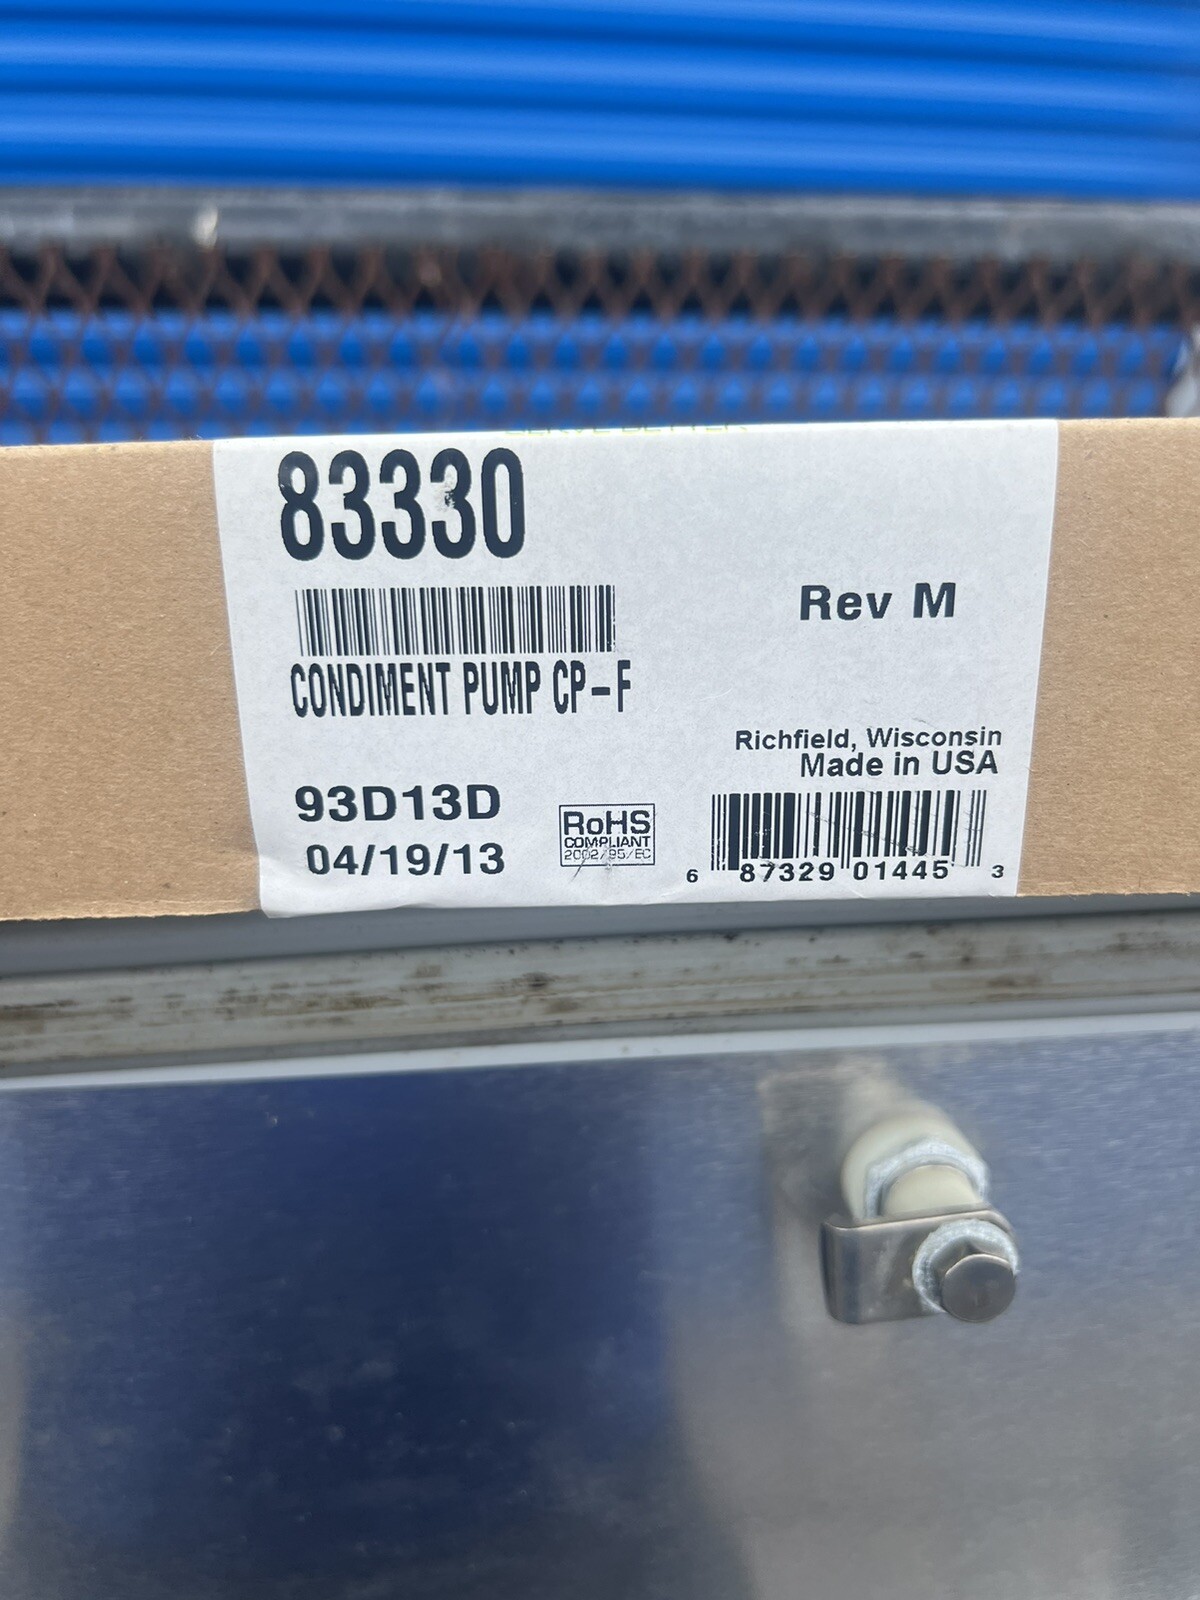 83330
Rev M
CONDIMENT PUMP CP-F
Richfield, Wisconsin
Made in USA
93D13D
04/19/13
RoHS
COMPLIANT
2002/95/EC
6 87329 01445 3